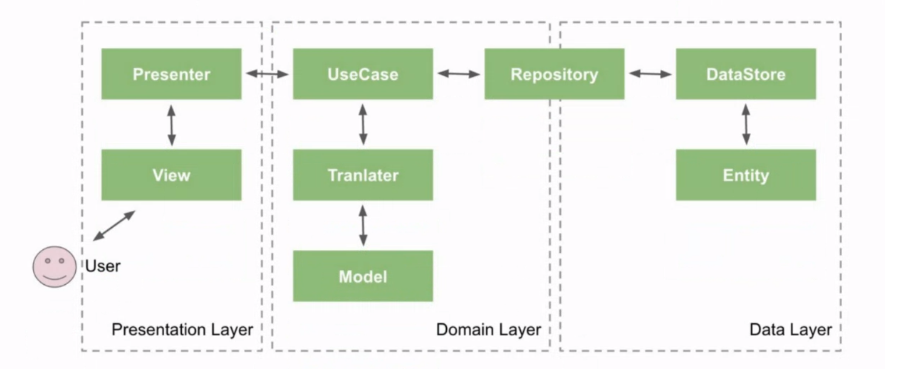 Presenter
UseCase
Repository
DataStore
View
Tranlater
Entity
User
Model
Presentation Layer
Domain Layer
Data Layer